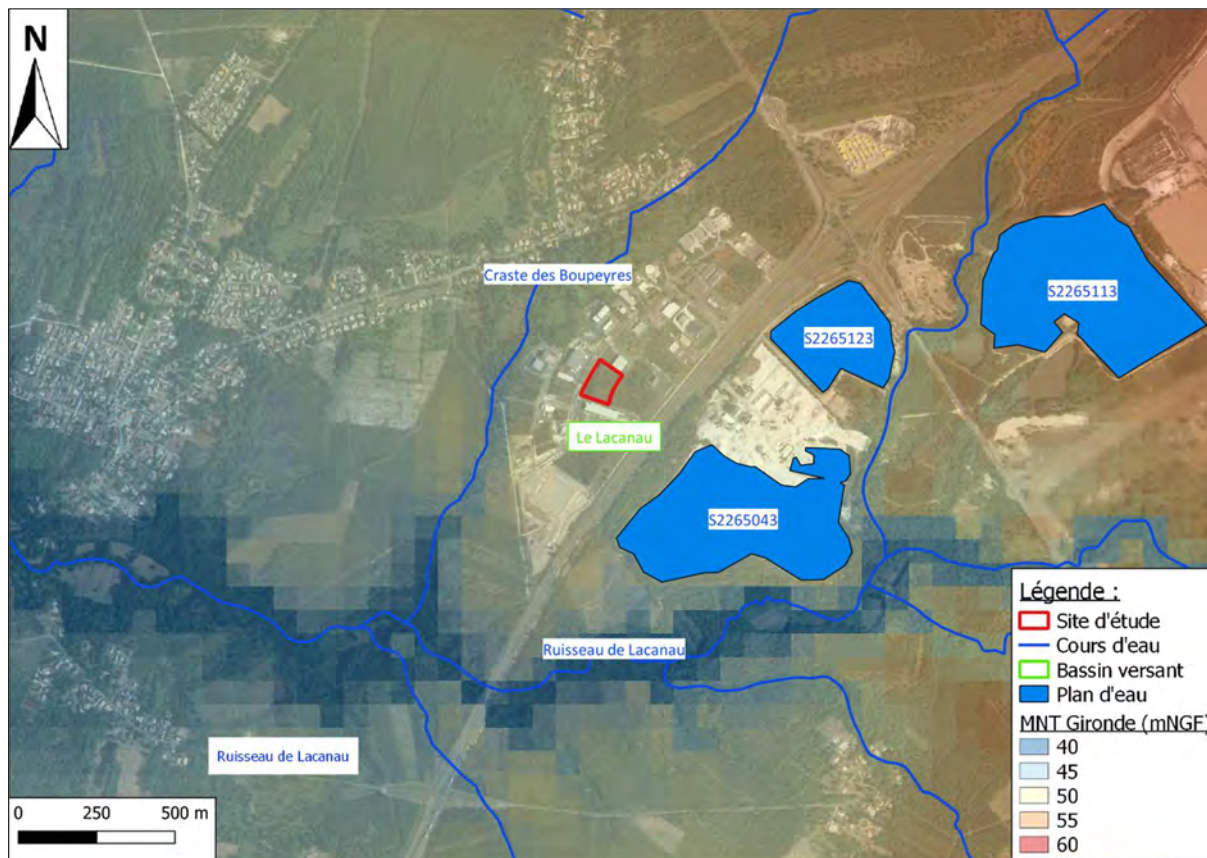 N
Craste des Boupeyres
S2265113
S2265123
Le Lacanau
S2265043
Ruisseau de Lacanau
Ruisseau de Lacanau
0 250 500 m
Légende :
Site d'étude
Cours d'eau
Bassin versant
Plan d'eau
MNT Gironde (mNGF)
40
45
50
55
60